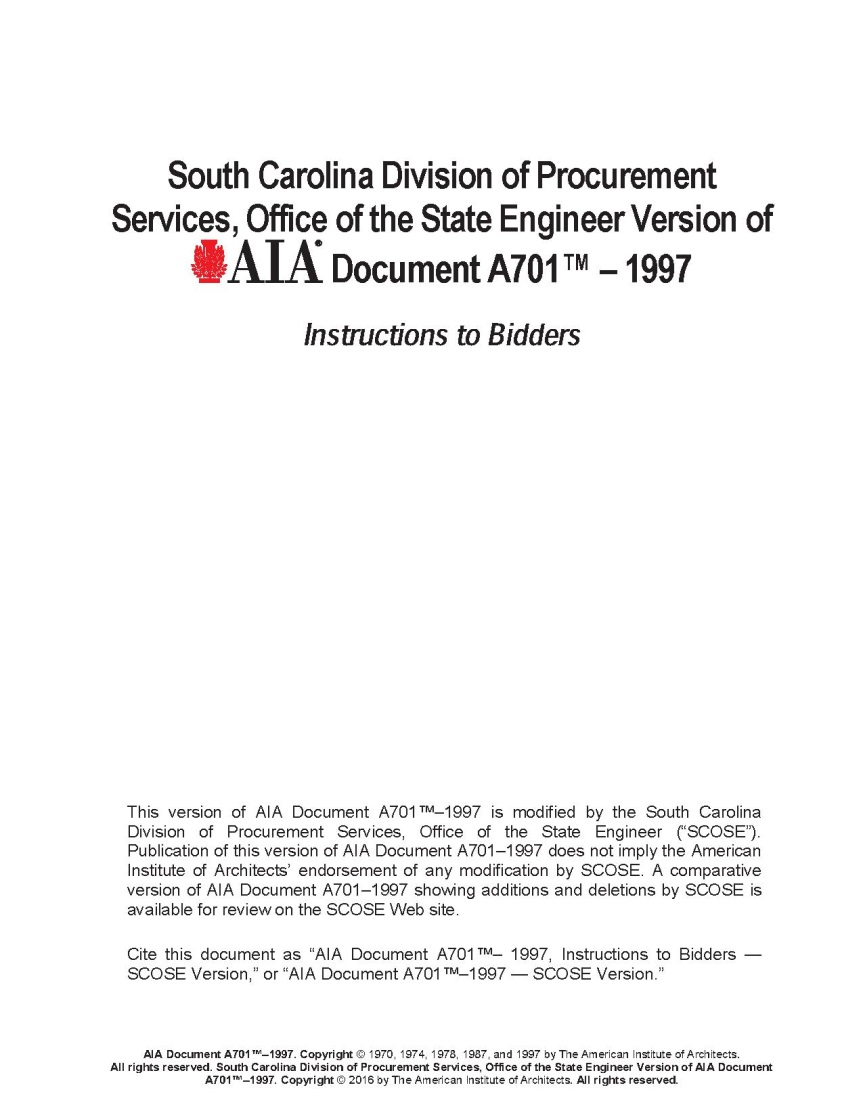 South Carolina Division of Procurement
Services, Office of the State Engineer Version of
AIA® Document A701™ – 1997
Instructions to Bidders
This version of AIA Document A701™–1997 is modified by the South Carolina
Division of Procurement Services, Office of the State Engineer (“SCOSE”).
Publication of this version of AIA Document A701–1997 does not imply the American
Institute of Architects’ endorsement of any modification by SCOSE. A comparative
version of AIA Document A701–1997 showing additions and deletions by SCOSE is
available for review on the SCOSE Web site.
Cite this document as “AIA Document A701™– 1997, Instructions to Bidders —
SCOSE Version,” or “AIA Document A701™–1997 — SCOSE Version.”
AIA Document A701™–1997. Copyright © 1970, 1974, 1978, 1987, and 1997 by The American Institute of Architects.
All rights reserved. South Carolina Division of Procurement Services, Office of the State Engineer Version of AIA Document
A701™–1997. Copyright © 2016 by The American Institute of Architects. All rights reserved.